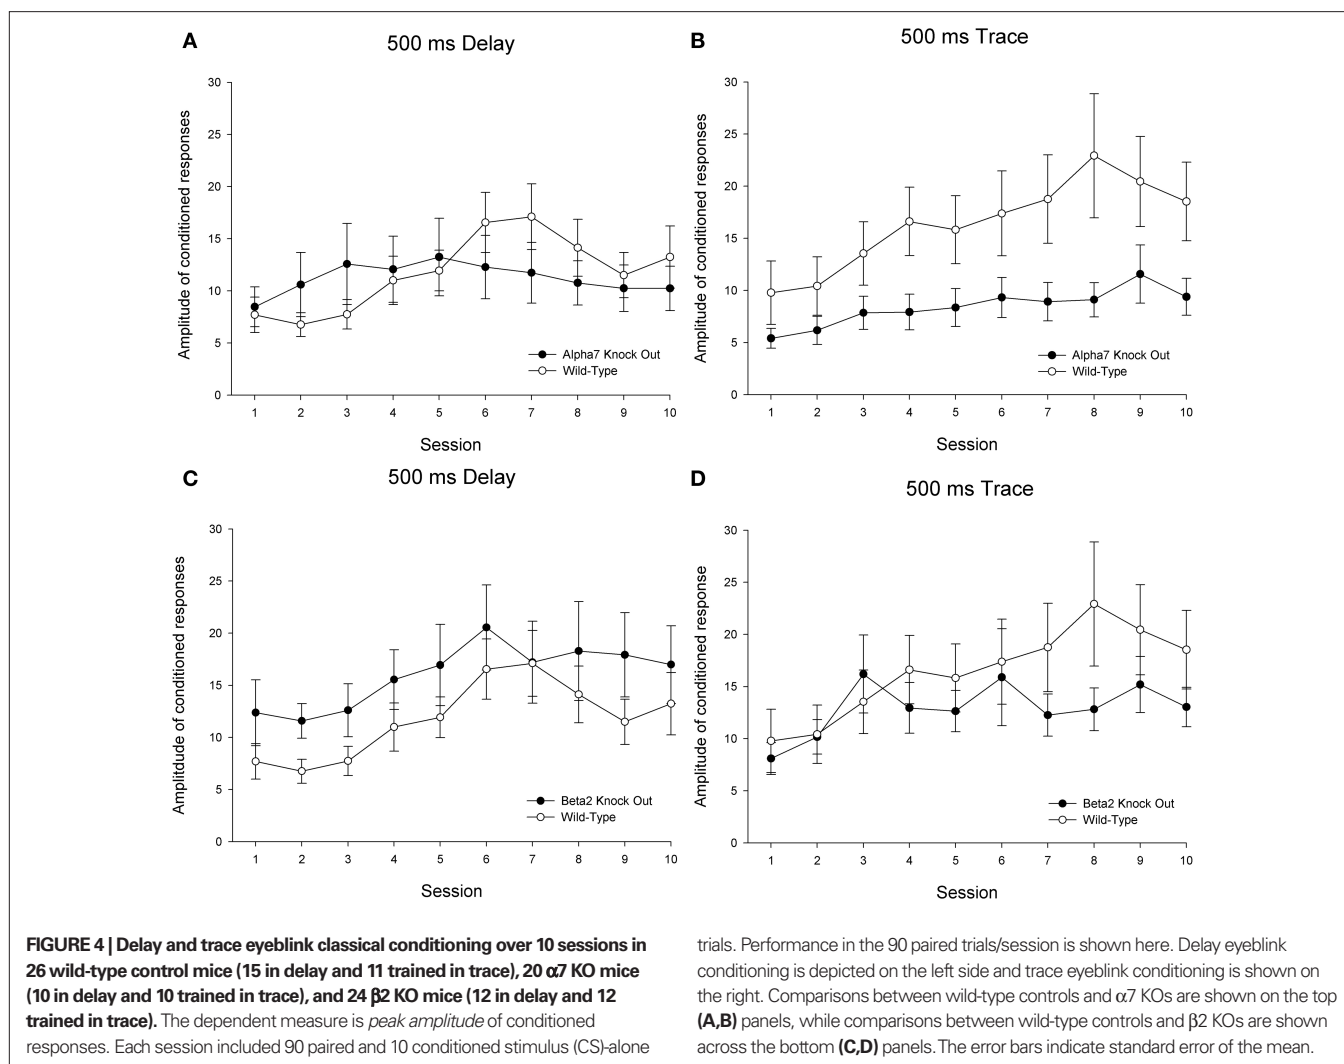 A
500 ms Delay
Amplitude of conditioned responses
30
25
20
15
10
5
0
Alpha7 Knock Out
Wild-Type
1 2 3 4 5 6 7 8 9 10
Session
B
500 ms Trace
Amplitude of conditioned responses
30
25
20
15
10
5
0
Alpha7 Knock Out
Wild-Type
1 2 3 4 5 6 7 8 9 10
Session
C
500 ms Delay
Amplitdude of conditioned responses
30
25
20
15
10
5
0
Beta2 Knock Out
Wild-Type
1 2 3 4 5 6 7 8 9 10
Session
D
500 ms Trace
Amplitude of conditioned response
30
25
20
15
10
5
0
Beta2 Knock Out
Wild-Type
1 2 3 4 5 6 7 8 9 10
Session
FIGURE 4 | Delay and trace eyeblink classical conditioning over 10 sessions in
26 wild-type control mice (15 in delay and 11 trained in trace), 20 α7 KO mice
(10 in delay and 10 trained in trace), and 24 β2 KO mice (12 in delay and 12
trained in trace). The dependent measure is peak amplitude of conditioned
responses. Each session included 90 paired and 10 conditioned stimulus (CS)-alone
trials. Performance in the 90 paired trials/session is shown here. Delay eyeblink
conditioning is depicted on the left side and trace eyeblink conditioning is shown on
the right. Comparisons between wild-type controls and α7 KOs are shown on the top
(A,B) panels, while comparisons between wild-type controls and β2 KOs are shown
across the bottom (C,D) panels. The error bars indicate standard error of the mean.